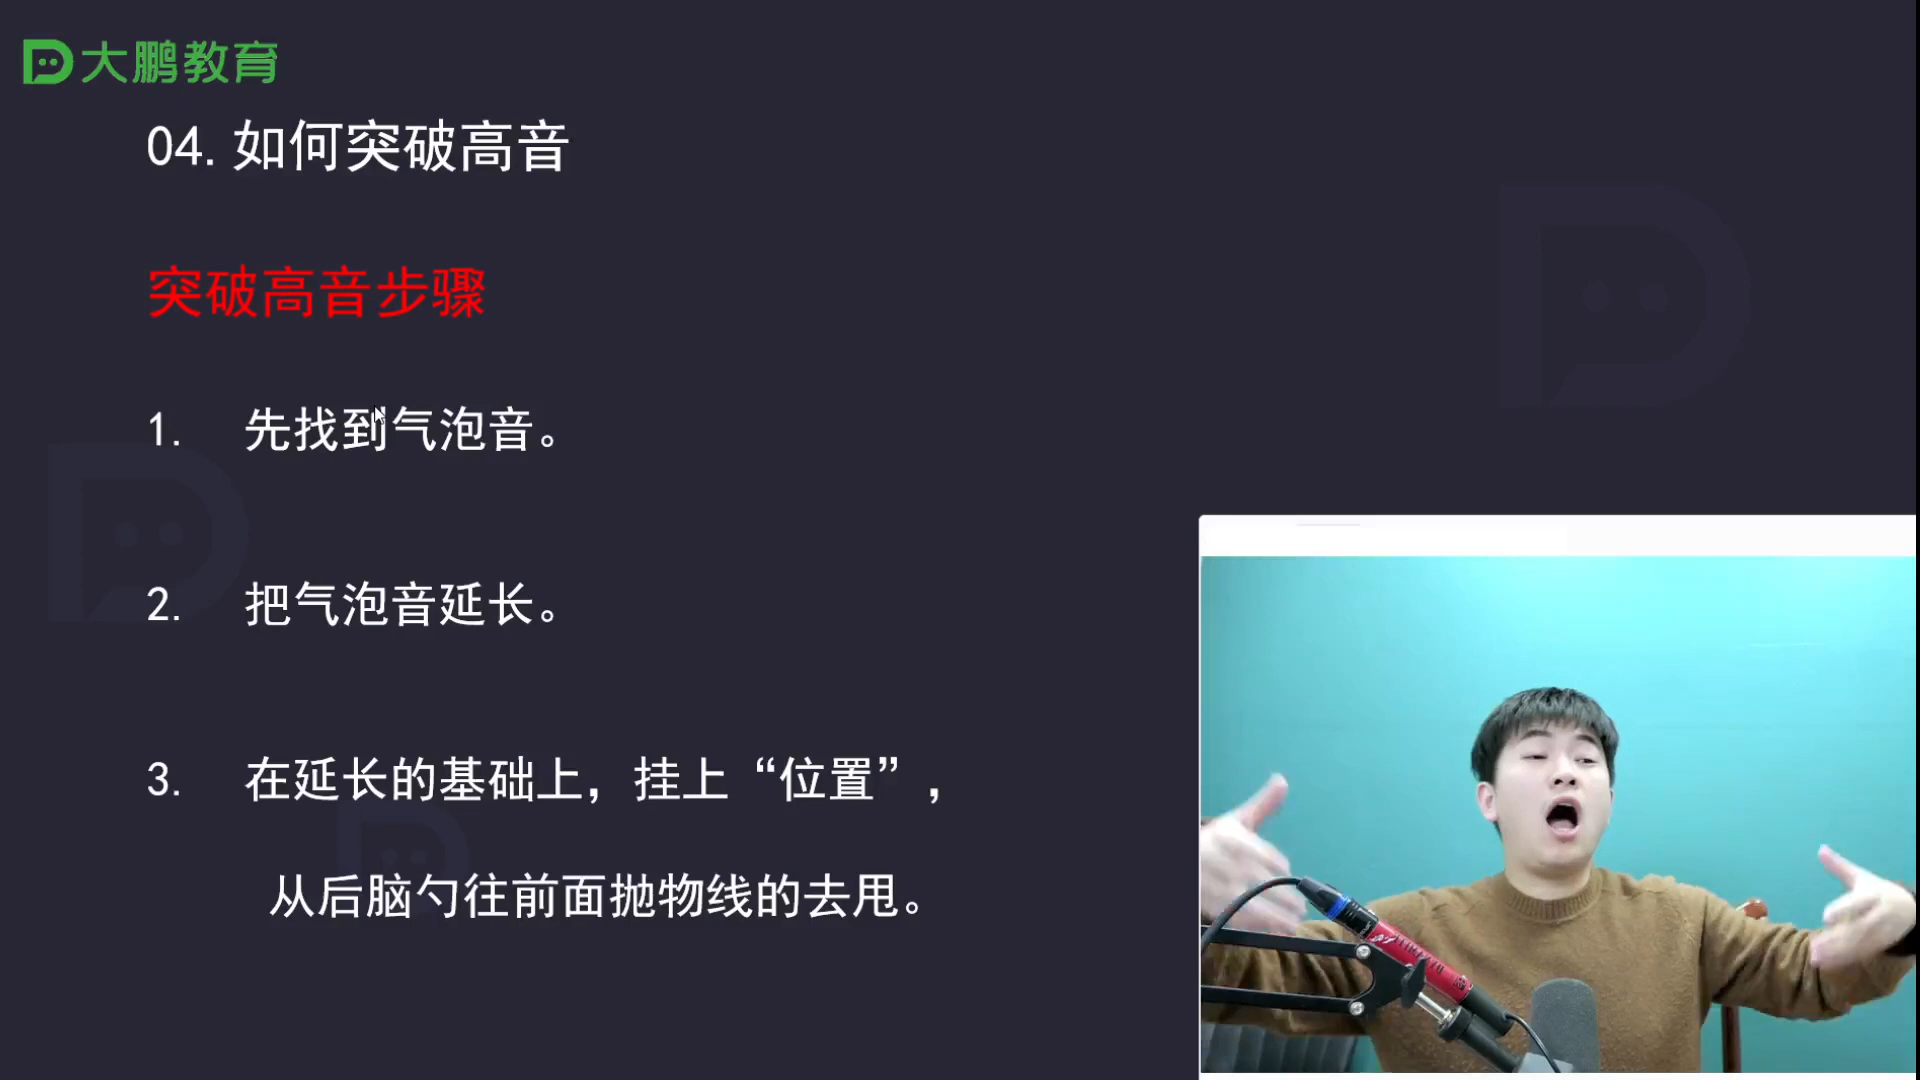 大鹏教育
04.如何突破高音
突破高音步骤
1. 先找到气泡音。
2. 把气泡音延长。
3. 在延长的基础上，挂上“位置”，
从后脑勺往前面抛物线的去甩。